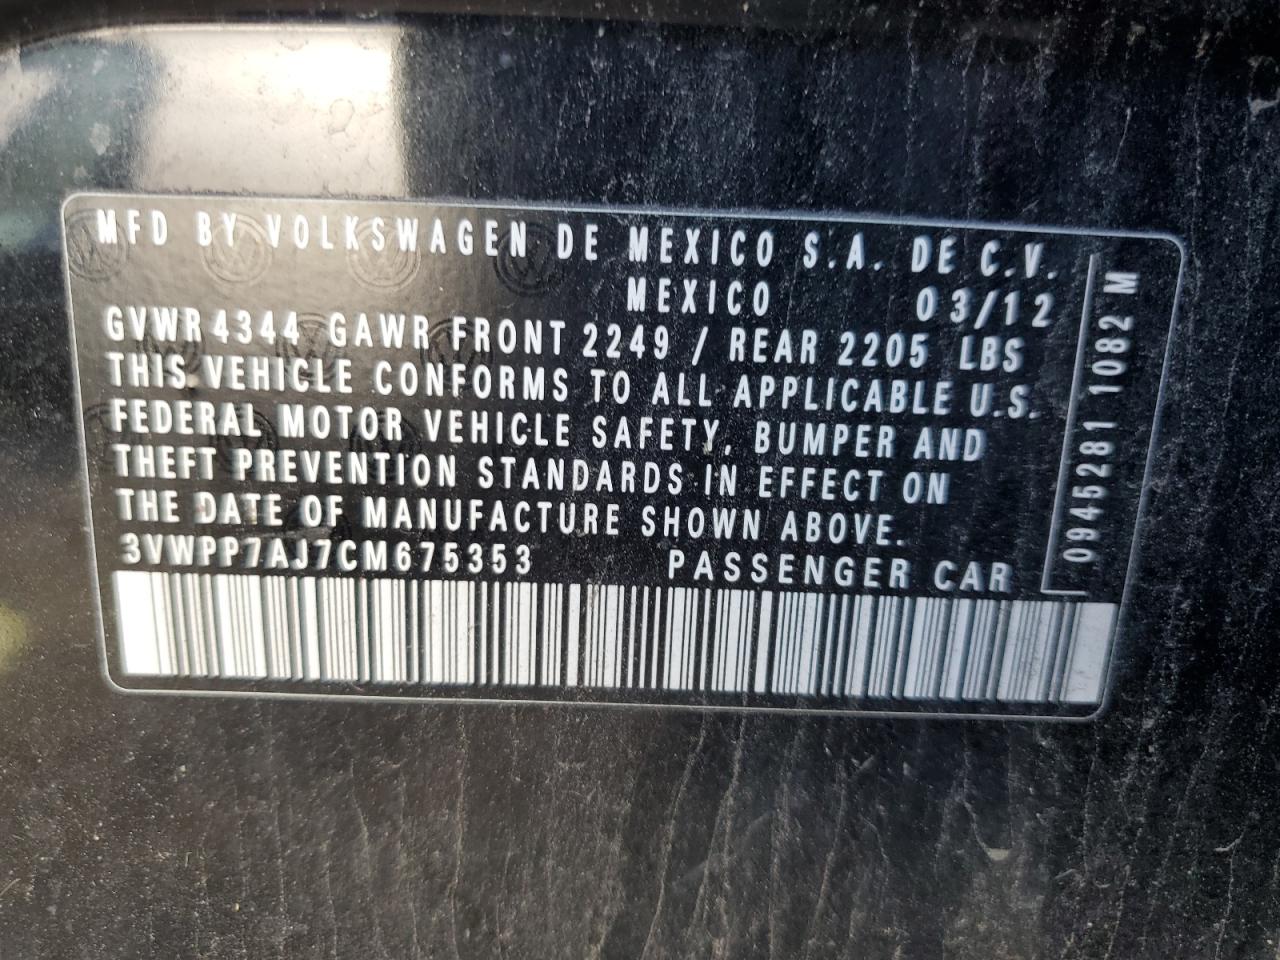 MFD BY VOLKSWAGEN DE MEXICO S.A. DE C.V.
MEXICO 03/12
GVWR 4344 GAWR FRONT 2249 / REAR 2205 LBS
THIS VEHICLE CONFORMS TO ALL APPLICABLE U.S.
FEDERAL MOTOR VEHICLE SAFETY, BUMPER AND
THEFT PREVENTION STANDARDS IN EFFECT ON
THE DATE OF MANUFACTURE SHOWN ABOVE.
3VWPP7AJ7CM675353 PASSENGER CAR
0945281 1082 M